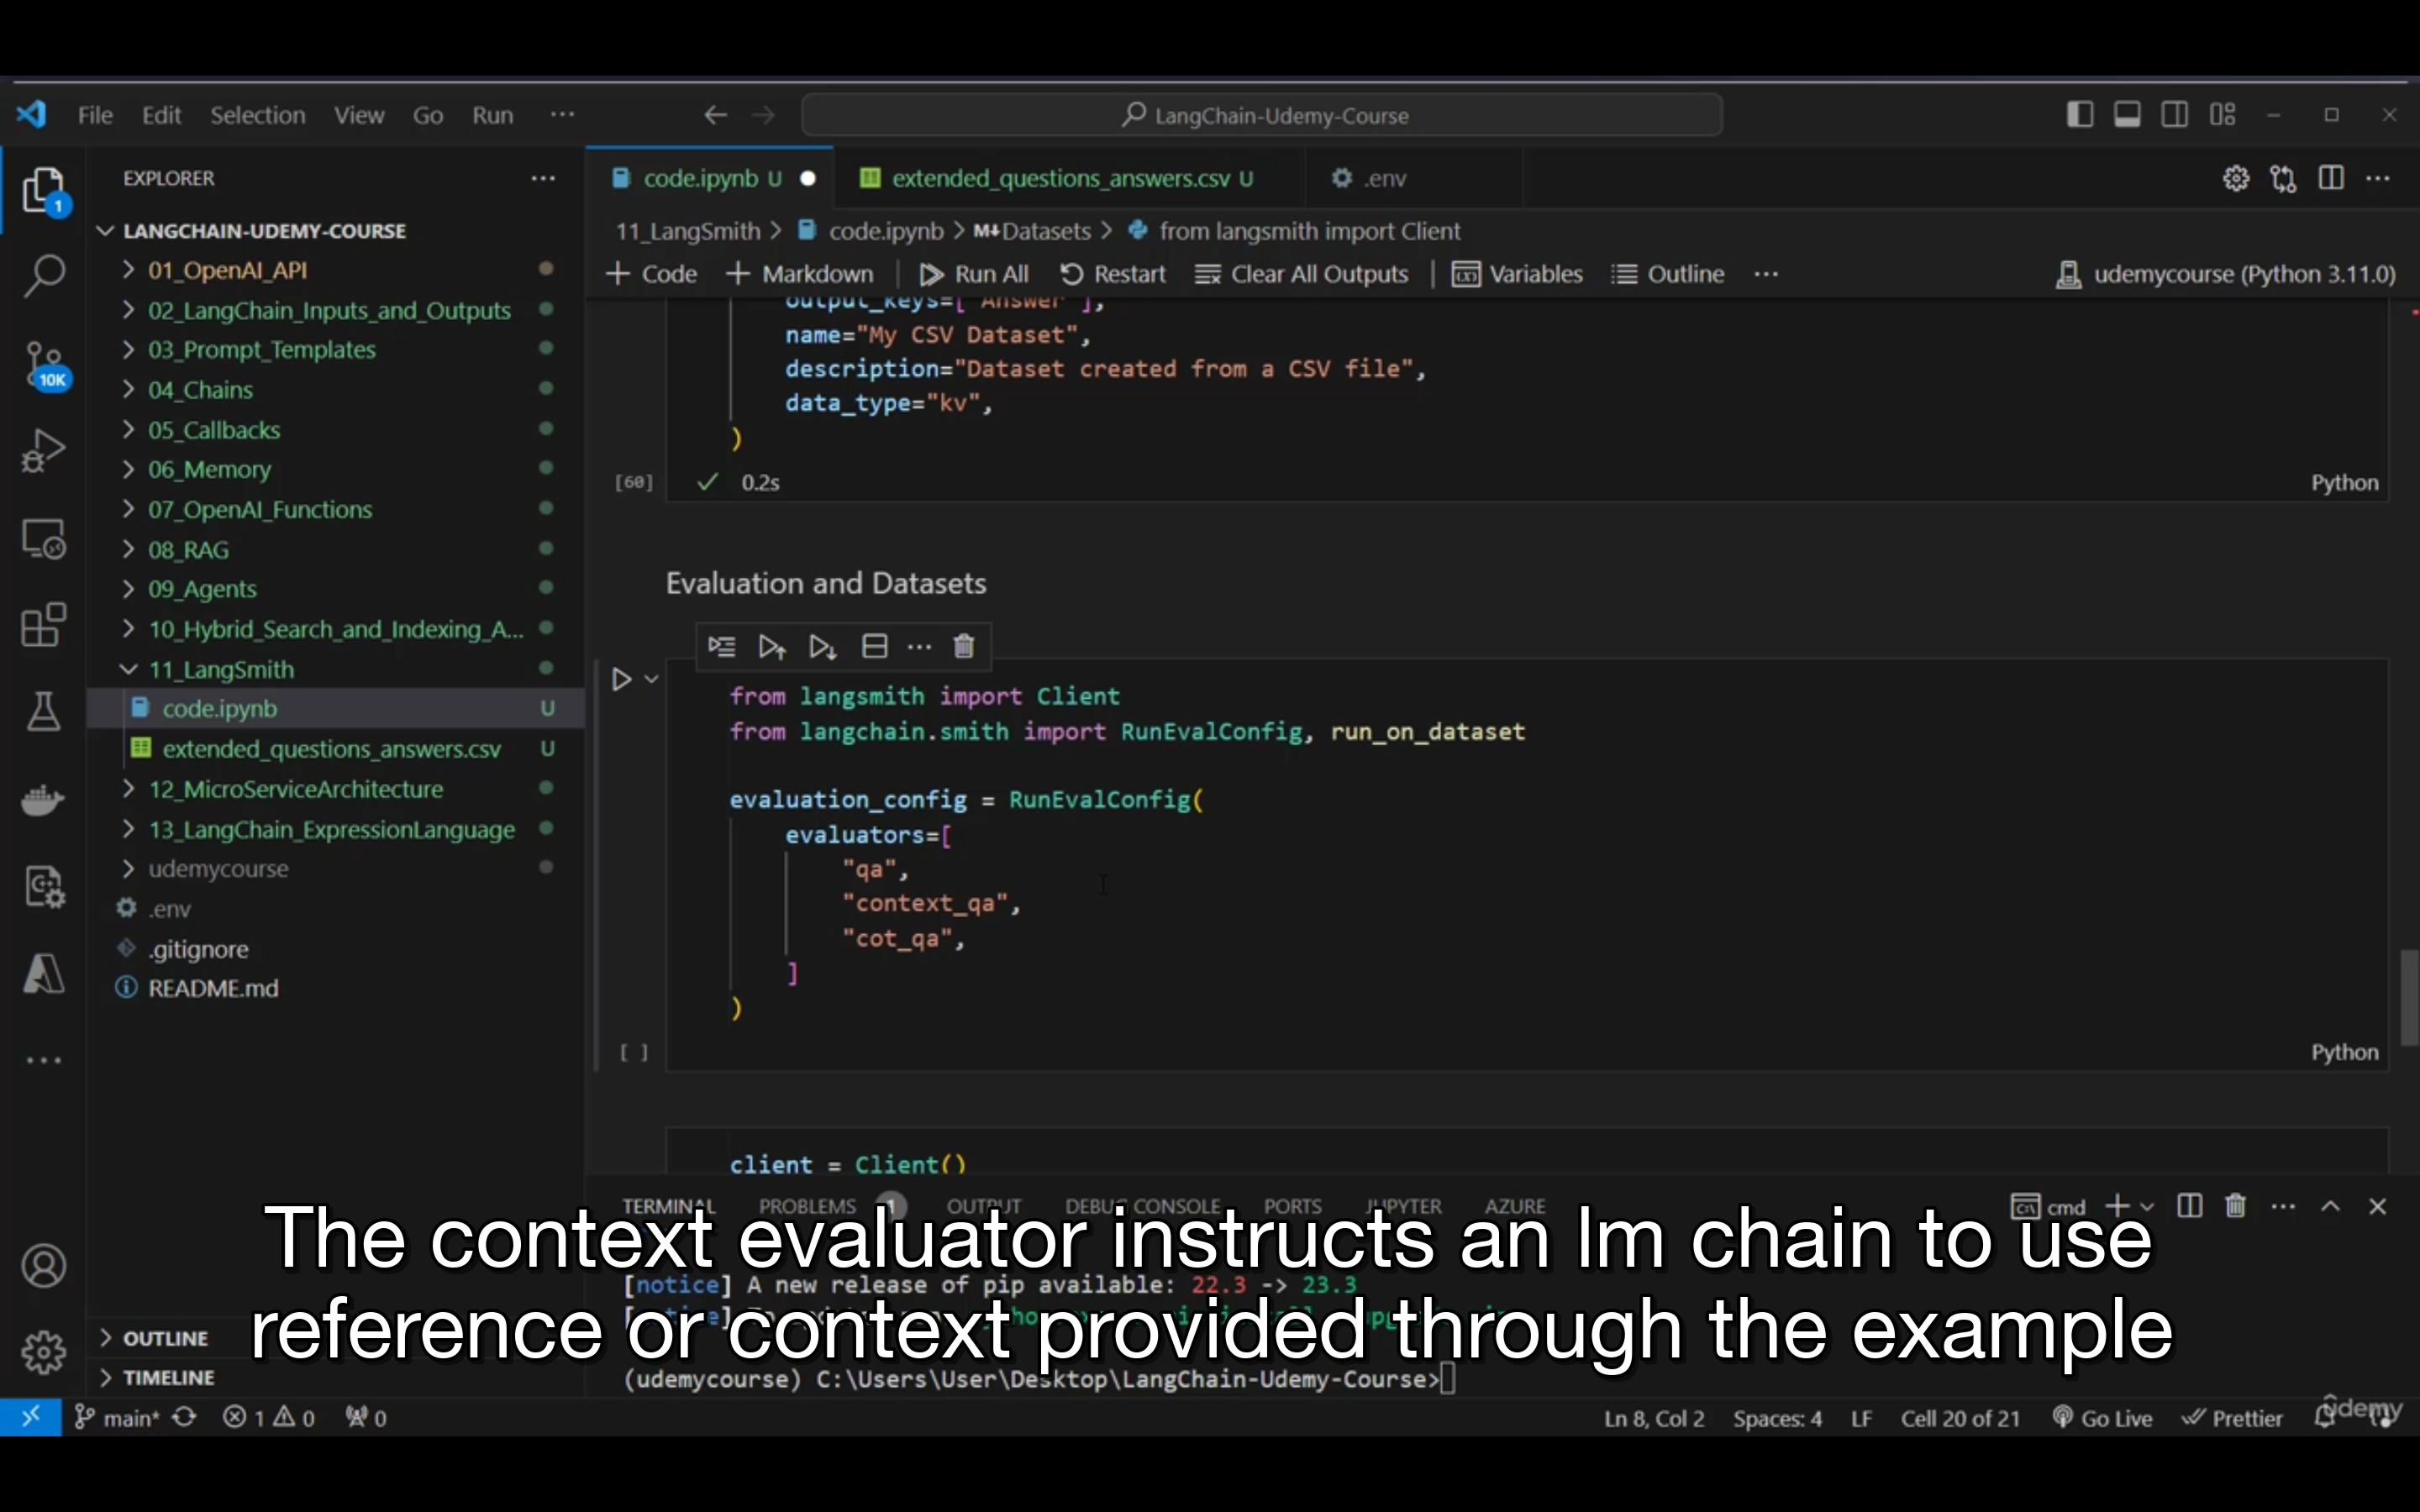 File Edit Selection View Go Run ...
LangChain-Udemy-Course
EXPLORER ...
code.ipynb U
extended_questions_answers.csv U
.env
1
LANGCHAIN-UDEMY-COURSE
11_LangSmith > code.ipynb > M↓Datasets > from langsmith import Client
01_OpenAI_API
+ Code + Markdown | Run All Restart Clear All Outputs | Variables Outline ...
udemycourse (Python 3.11.0)
02_LangChain_Inputs_and_Outputs
03_Prompt_Templates
10K
04_Chains
05_Callbacks
06_Memory
07_OpenAI_Functions
08_RAG
09_Agents
10_Hybrid_Search_and_Indexing_A...
11_LangSmith
code.ipynb U
extended_questions_answers.csv U
12_MicroServiceArchitecture
13_LangChain_ExpressionLanguage
udemycourse
.env
.gitignore
README.md
OUTLINE
TIMELINE
output_keys=["Answer"],
name="My CSV Dataset",
description="Dataset created from a CSV file",
data_type="kv",
)
[60] ✓ 0.2s
Python
Evaluation and Datasets
from langsmith import Client
from langchain.smith import RunEvalConfig, run_on_dataset
evaluation_config = RunEvalConfig(
evaluators=[
"qa",
"context_qa",
"cot_qa",
]
)
[ ]
Python
client = Client()
TERMINAL PROBLEMS 1 OUTPUT DEBUG CONSOLE PORTS JUPYTER AZURE
cmd
The context evaluator instructs an lm chain to use
[notice] A new release of pip available: 22.3 -> 23.3
reference or context provided through the example
(udemycourse) C:\Users\User\Desktop\LangChain-Udemy-Course>
main* 1 0 0
Ln 8, Col 2 Spaces: 4 LF Cell 20 of 21 Go Live Prettier
ûdemy